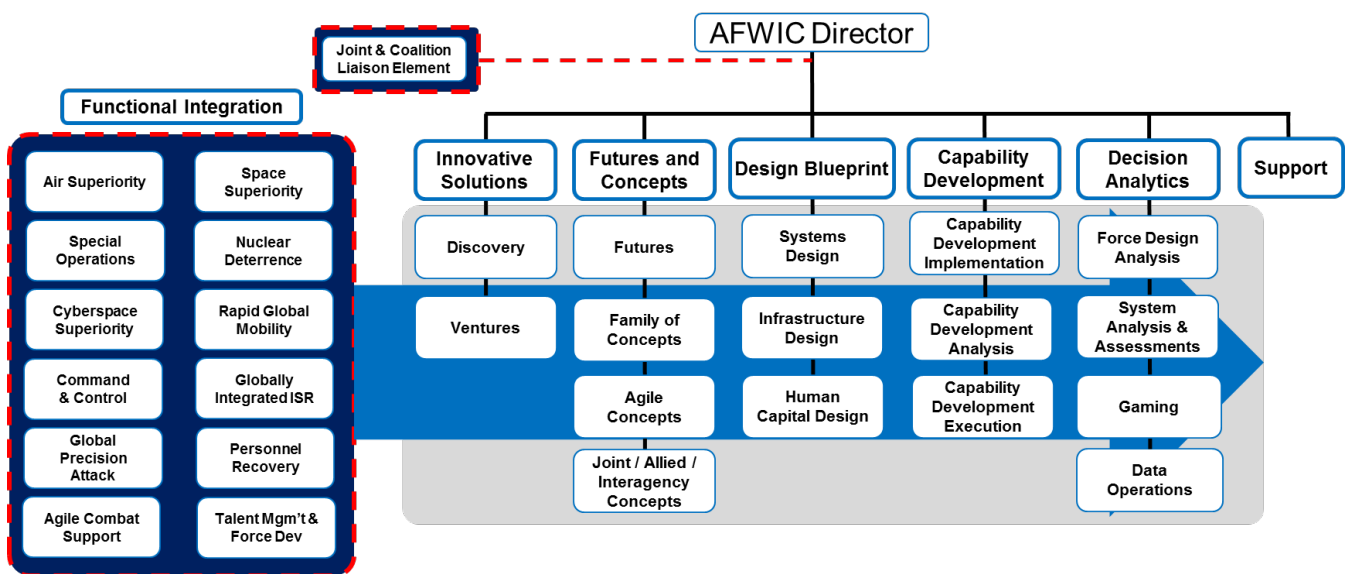 AFWIC Director
Joint & Coalition
Liaison Element
Functional Integration
Air Superiority
Space
Superiority
Special
Operations
Nuclear
Deterrence
Cyberspace
Superiority
Rapid Global
Mobility
Command
& Control
Globally
Integrated ISR
Global
Precision
Attack
Personnel
Recovery
Agile Combat
Support
Talent Mgm't &
Force Dev
Innovative
Solutions
Discovery
Ventures
Futures and
Concepts
Futures
Family of
Concepts
Agile
Concepts
Joint / Allied /
Interagency
Concepts
Design Blueprint
Systems
Design
Infrastructure
Design
Human
Capital Design
Capability
Development
Capability
Development
Implementation
Capability
Development
Analysis
Capability
Development
Execution
Decision
Analytics
Force Design
Analysis
System
Analysis &
Assessments
Gaming
Data
Operations
Support